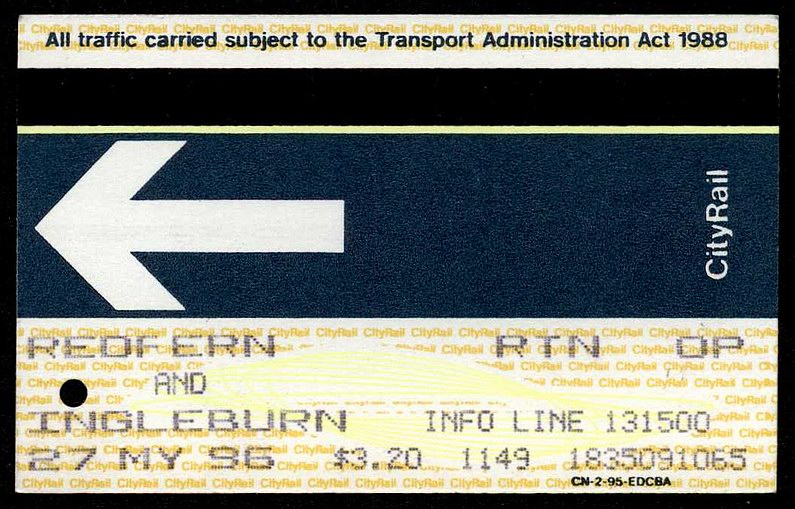 All traffic carried subject to the Transport Administration Act 1988
CityRail
REDFERN RTN OP
AND
INGLEBURN INFO LINE 131500
27 MY 96 $3.20 1149 1835091065
CN-2-95-EDCBA